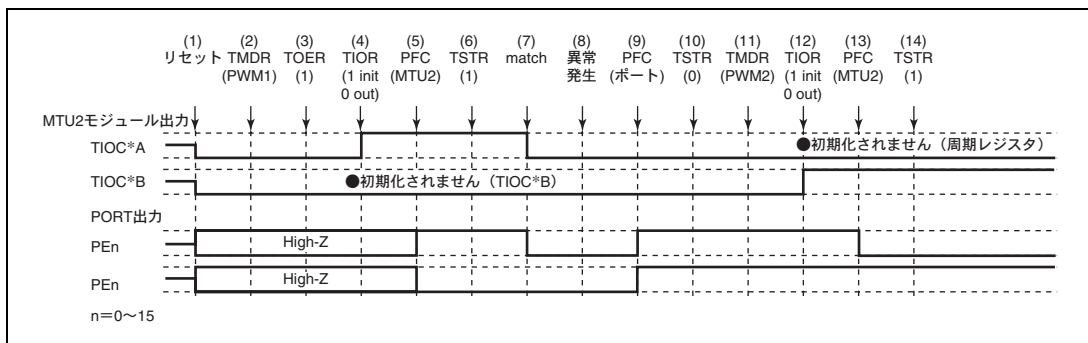 (1) (2) (3) (4) (5) (6) (7) (8) (9) (10) (11) (12) (13) (14)
リセット TMDR TOER TIOR PFC TSTR match 異常 PFC TSTR TMDR TIOR PFC TSTR
(PWM1) (1) (1 init (MTU2) (1) 発生 (ポート) (0) (PWM2) (1 init (MTU2) (1)
0 out) 0 out)
MTU2モジュール出力
TIOC*A ●初期化されません（周期レジスタ）
TIOC*B ●初期化されません（TIOC*B）
PORT出力
PEn High-Z
PEn High-Z
n＝0～15